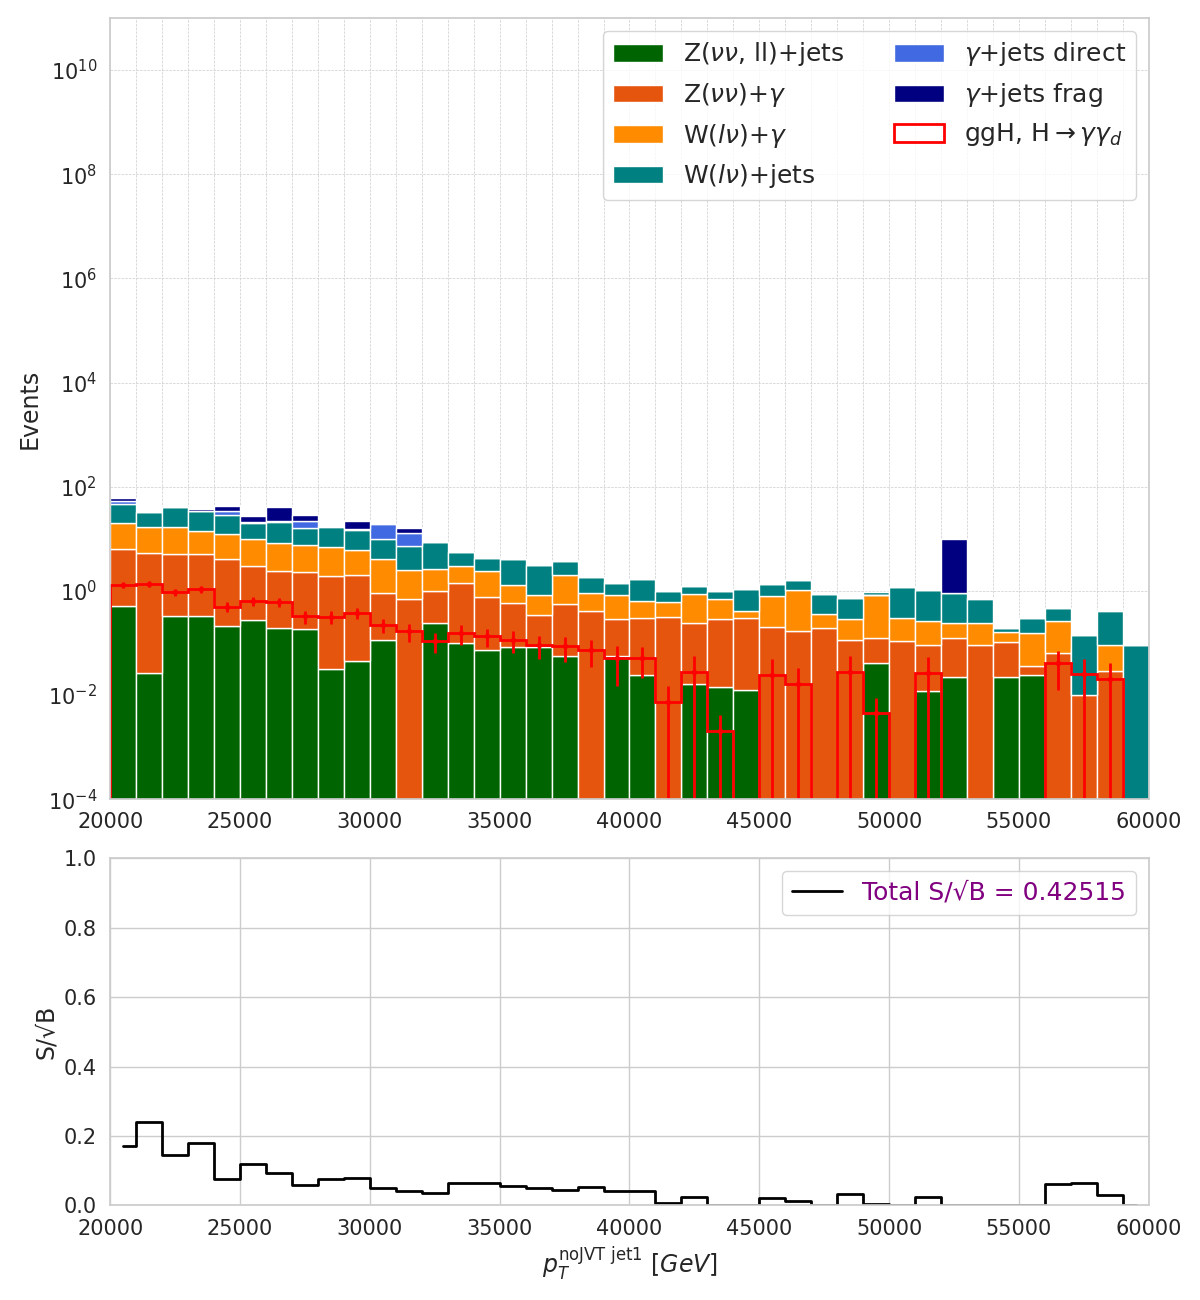 Z(νν, ll)+jets
Z(νν)+γ
W(lν)+γ
W(lν)+jets
γ+jets direct
γ+jets frag
ggH, H→γγ_d
Events
10^10
10^8
10^6
10^4
10^2
10^0
10^−2
10^−4
20000 25000 30000 35000 40000 45000 50000 55000 60000
Total S/√B = 0.42515
S/√B
1.0
0.8
0.6
0.4
0.2
0.0
20000 25000 30000 35000 40000 45000 50000 55000 60000
p_T^noJVT jet1 [GeV]